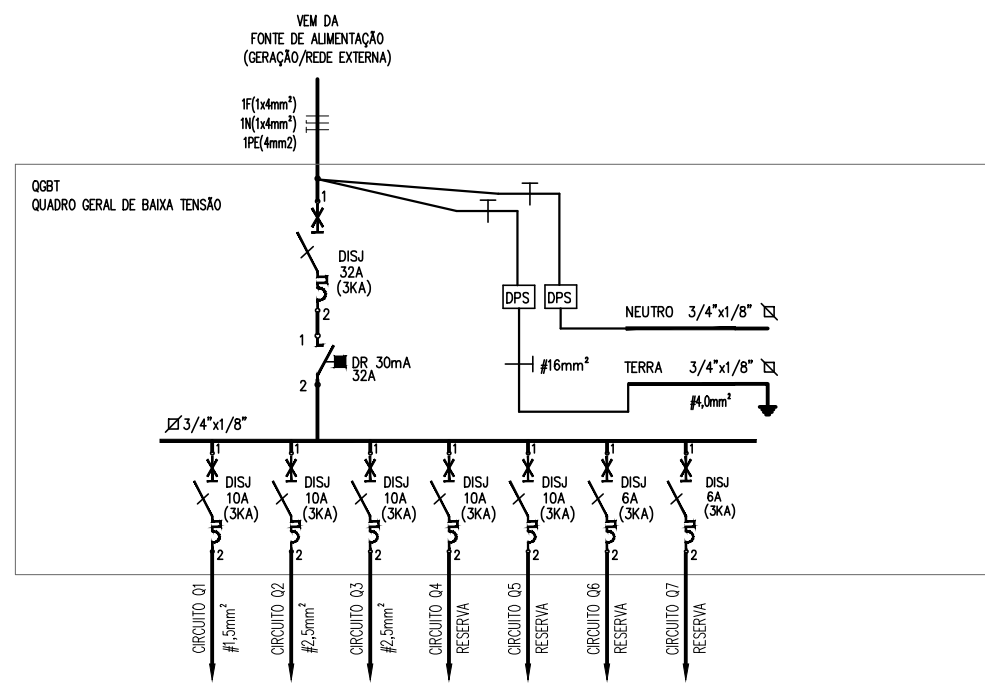 VEM DA
FONTE DE ALIMENTAÇÃO
(GERAÇÃO/REDE EXTERNA)
1F(1x4mm²)
1N(1x4mm²)
1PE(4mm2)
QGBT
QUADRO GERAL DE BAIXA TENSÃO
1
DISJ
32A
(3KA)
2
1
DR 30mA
32A
2
DPS
DPS
NEUTRO 3/4"x1/8"
#16mm²
TERRA 3/4"x1/8"
#4,0mm²
3/4"x1/8"
1
DISJ
10A
(3KA)
2
1
DISJ
10A
(3KA)
2
1
DISJ
10A
(3KA)
2
1
DISJ
10A
(3KA)
2
1
DISJ
10A
(3KA)
2
1
DISJ
6A
(3KA)
2
1
DISJ
6A
(3KA)
2
CIRCUITO Q1
#1,5mm²
CIRCUITO Q2
#2,5mm²
CIRCUITO Q3
#2,5mm²
CIRCUITO Q4
RESERVA
CIRCUITO Q5
RESERVA
CIRCUITO Q6
RESERVA
CIRCUITO Q7
RESERVA